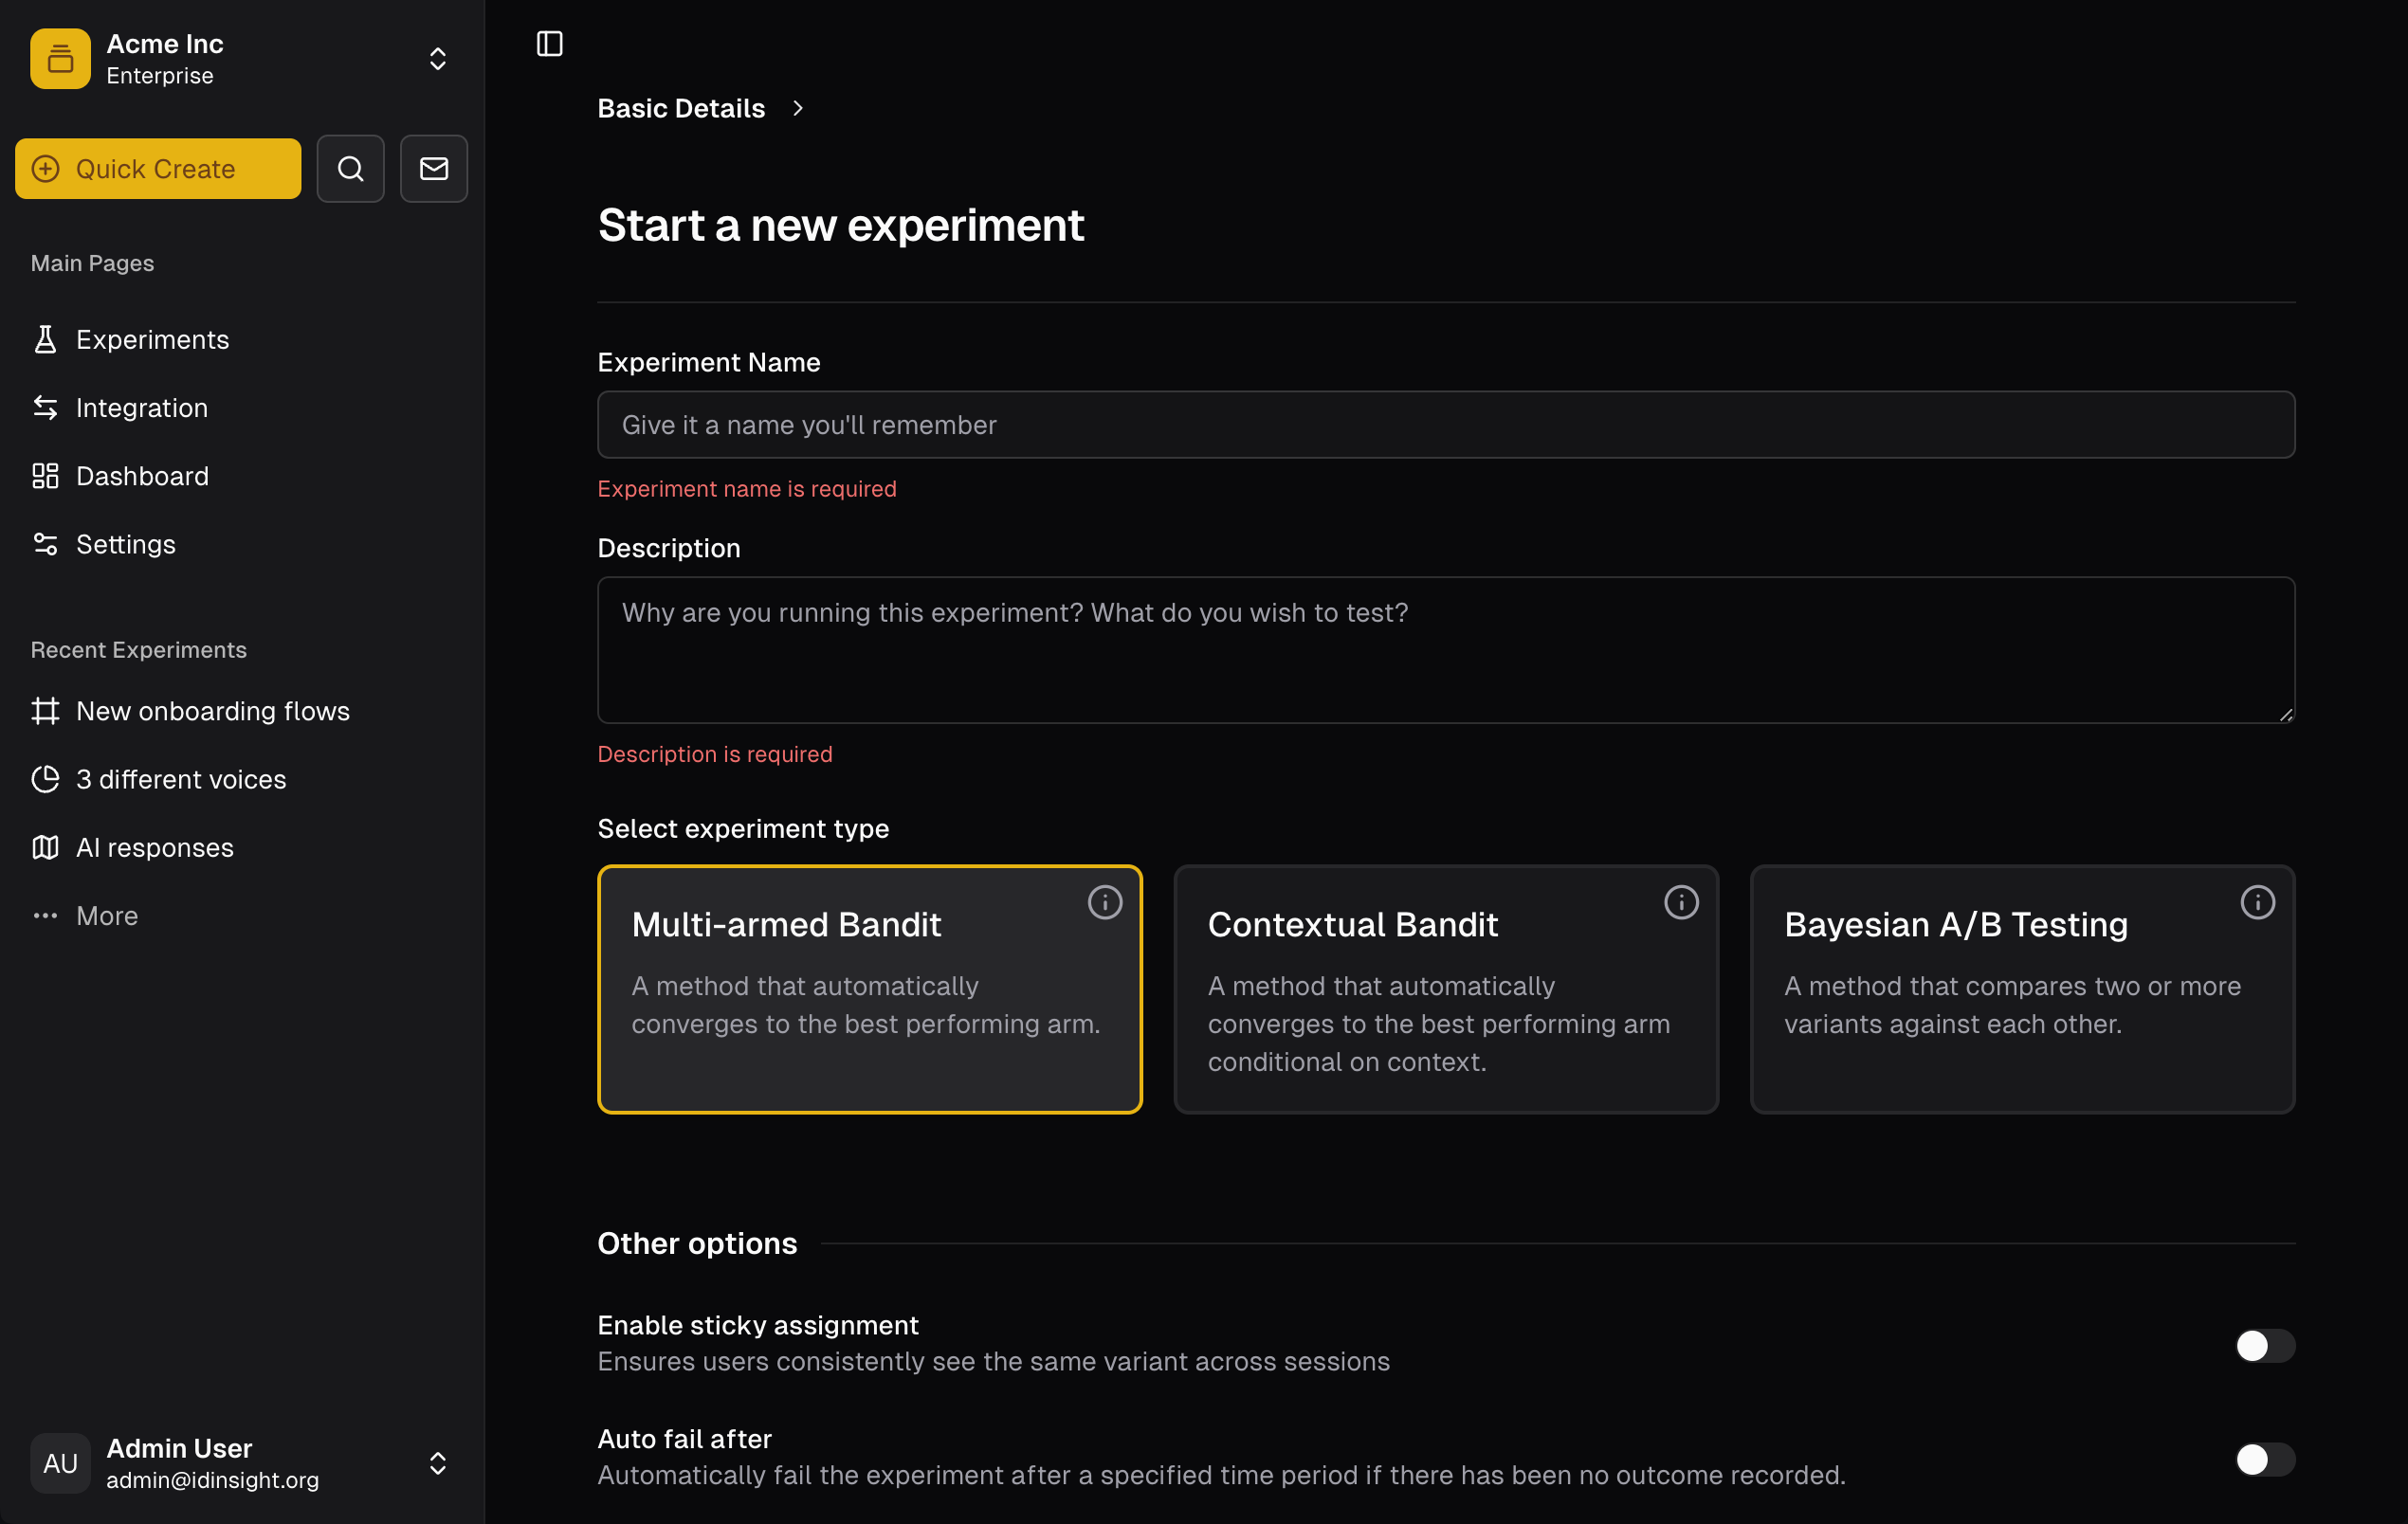 Acme Inc
Enterprise
Quick Create
Main Pages
Experiments
Integration
Dashboard
Settings
Recent Experiments
New onboarding flows
3 different voices
AI responses
More
AU
Admin User
admin@idinsight.org
Basic Details
Start a new experiment
Experiment Name
Give it a name you'll remember
Experiment name is required
Description
Why are you running this experiment? What do you wish to test?
Description is required
Select experiment type
Multi-armed Bandit
A method that automatically
converges to the best performing arm.
Contextual Bandit
A method that automatically
converges to the best performing arm
conditional on context.
Bayesian A/B Testing
A method that compares two or more
variants against each other.
Other options
Enable sticky assignment
Ensures users consistently see the same variant across sessions
Auto fail after
Automatically fail the experiment after a specified time period if there has been no outcome recorded.